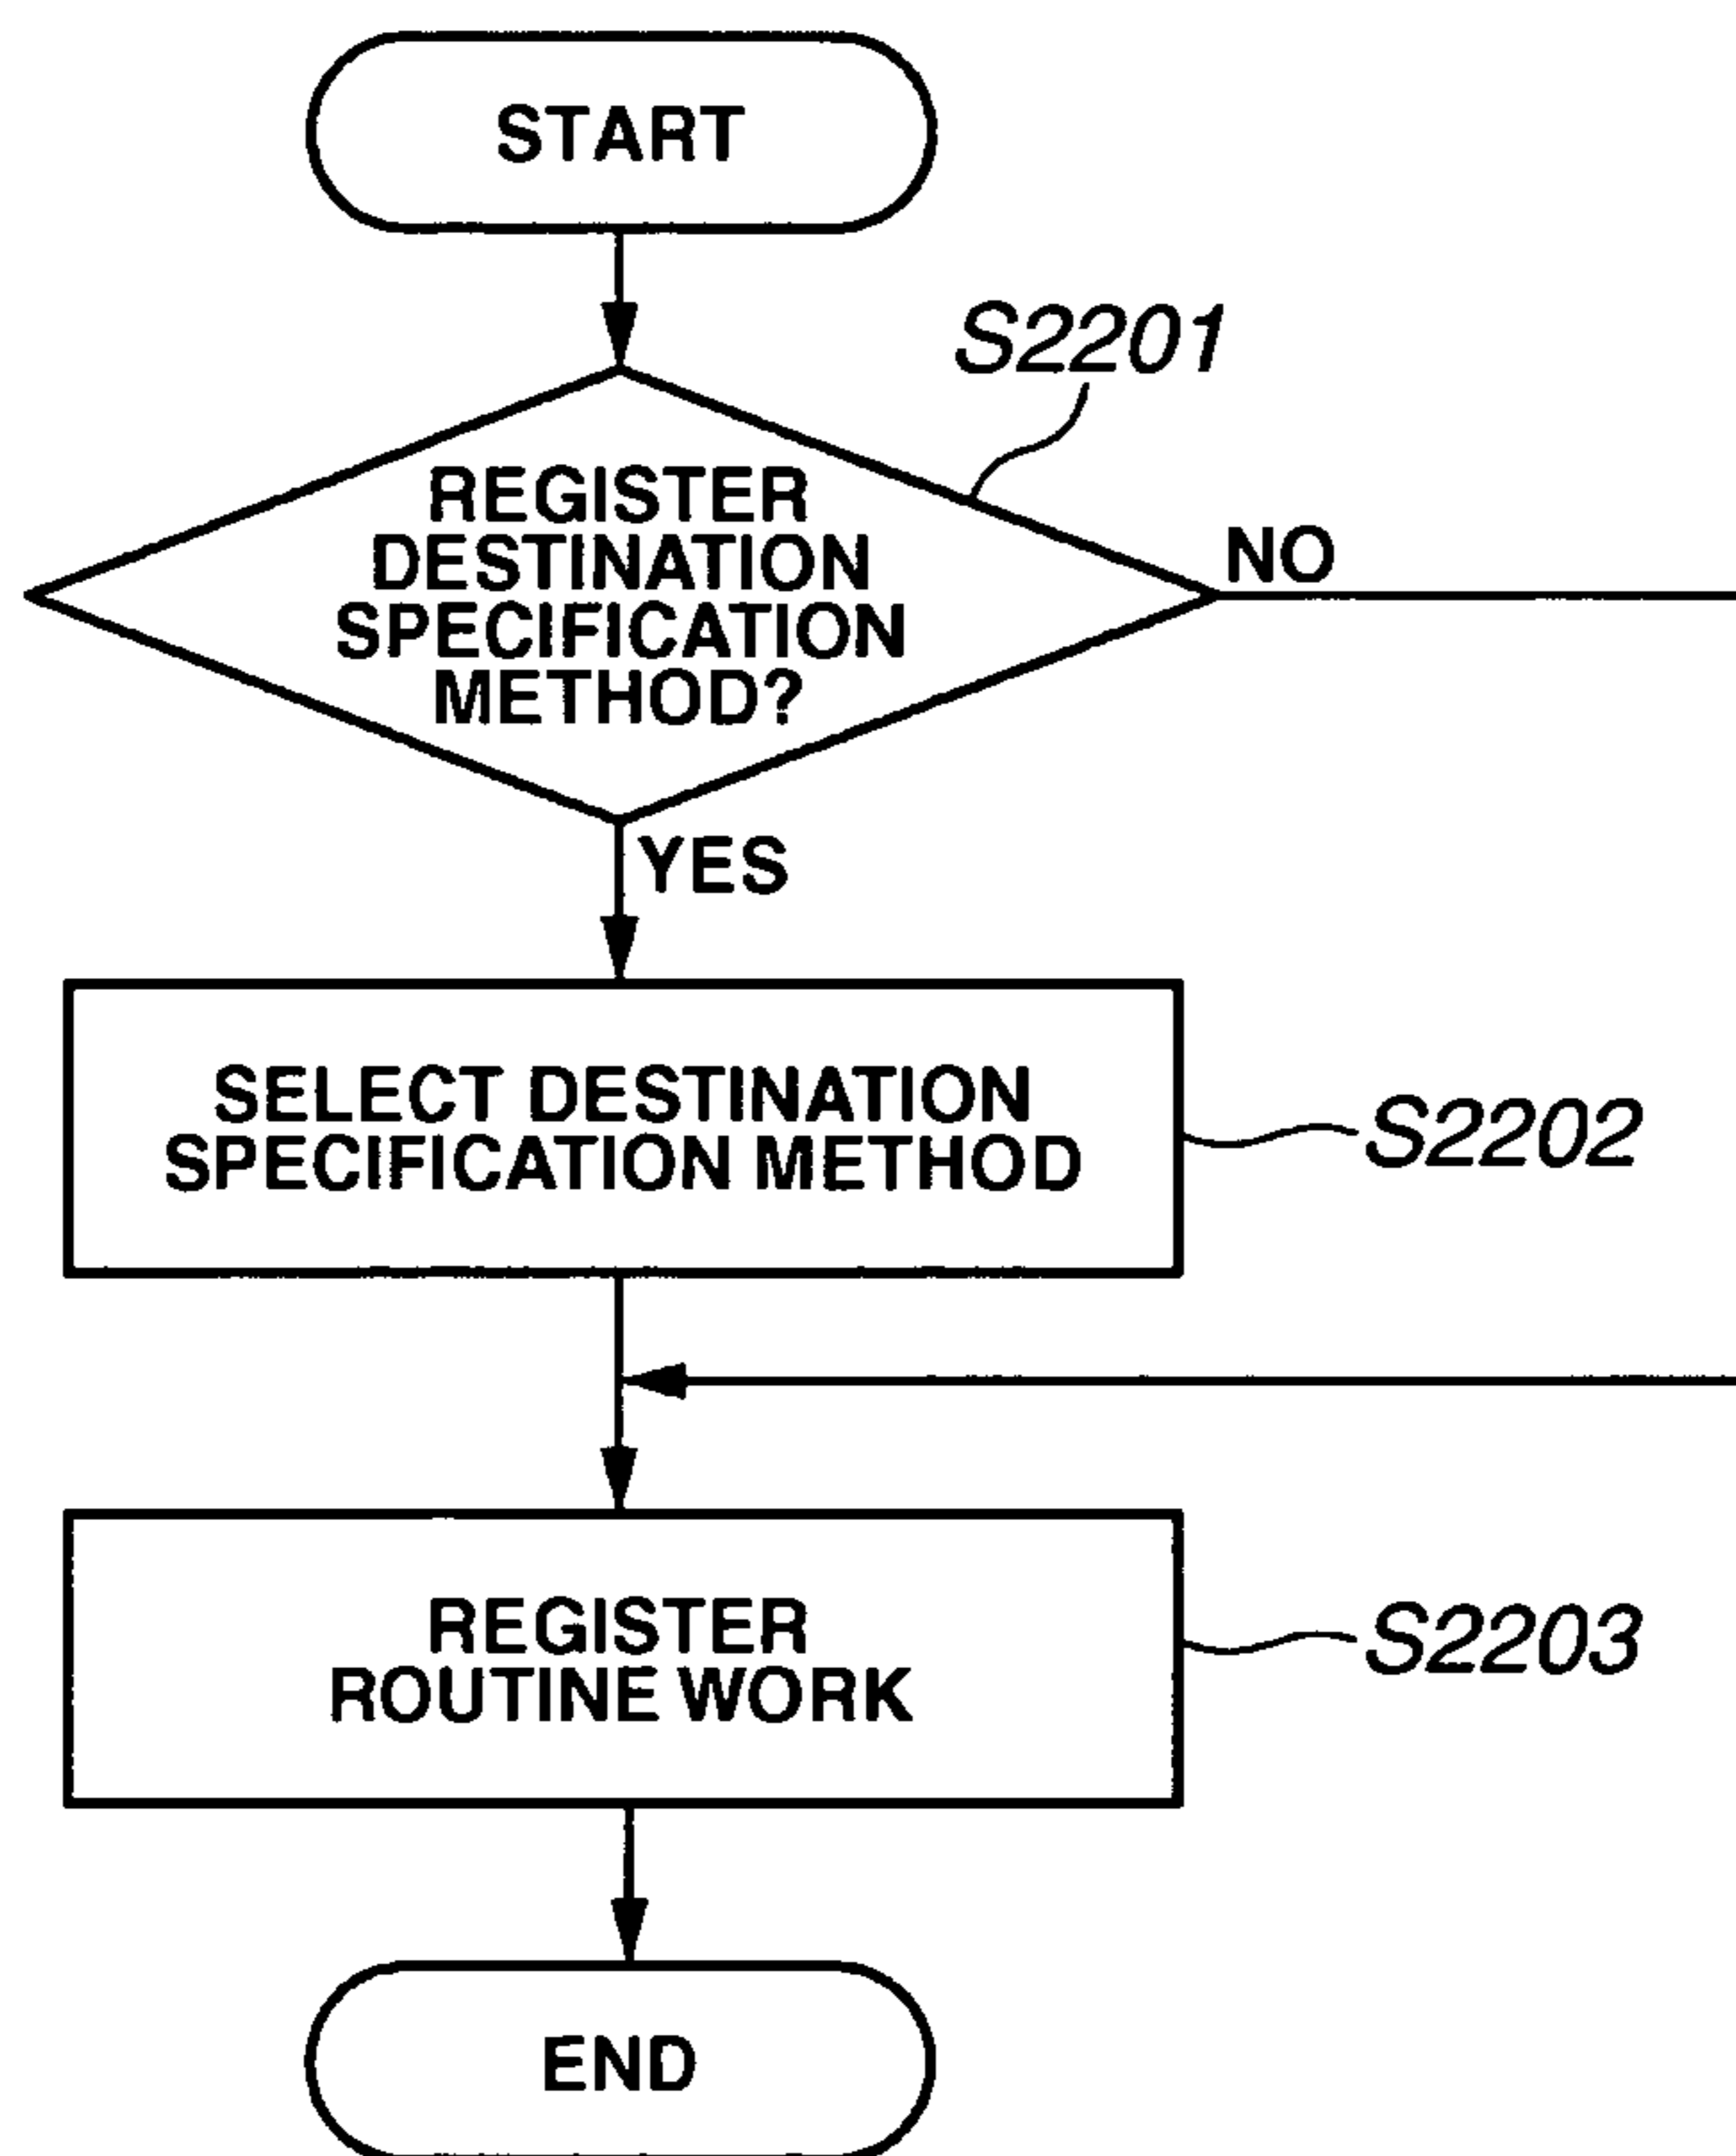 START
S2201
REGISTER
DESTINATION
SPECIFICATION
METHOD?
NO
YES
SELECT DESTINATION
SPECIFICATION METHOD
S2202
REGISTER
ROUTINE WORK
S2203
END